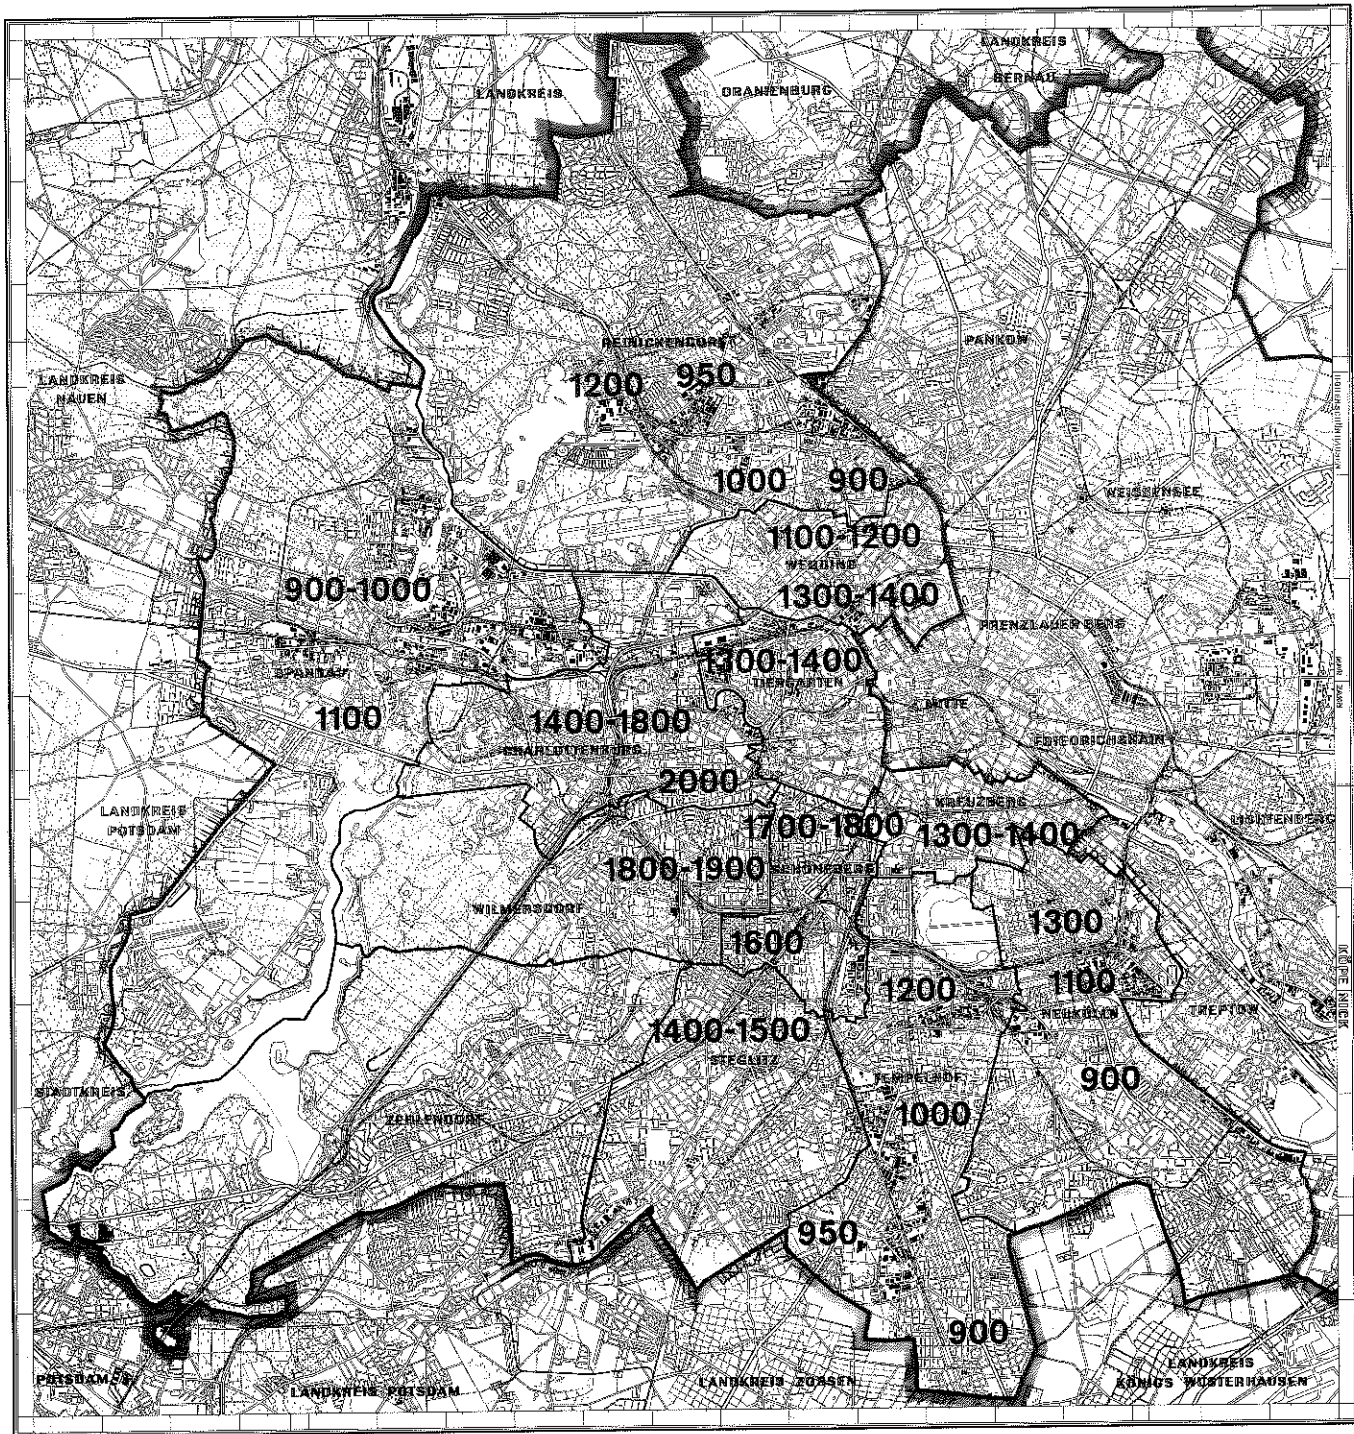 LANDKREIS
BERNAU
LANDKREIS
ORANIENBURG
REINICKENDORF
PANKOW
1200
950
LANDKREIS
NAUEN
1000
900
WEISSENSEE
1100-1200
WEDDING
900-1000
1300-1400
PRENZLAUER BERG
1300-1400
SPANDAU
TIERGARTEN
1100
1400-1800
MITTE
CHARLOTTENBURG
FRIEDRICHSHAIN
2000
KREUZBERG
LANDKREIS
POTSDAM
1700-1800
1300-1400
LICHTENBERG
1800-1900
SCHÖNEBERG
WILMERSDORF
1300
1600
1100
1200
TREPTOW
NEUKÖLLN
1400-1500
STEGLITZ
TEMPELHOF
900
STADTKREIS
ZEHLENDORF
1000
950
900
POTSDAM
LANDKREIS POTSDAM
LANDKREIS ZOSSEN
LANDKREIS
KÖNIGS WUSTERHAUSEN